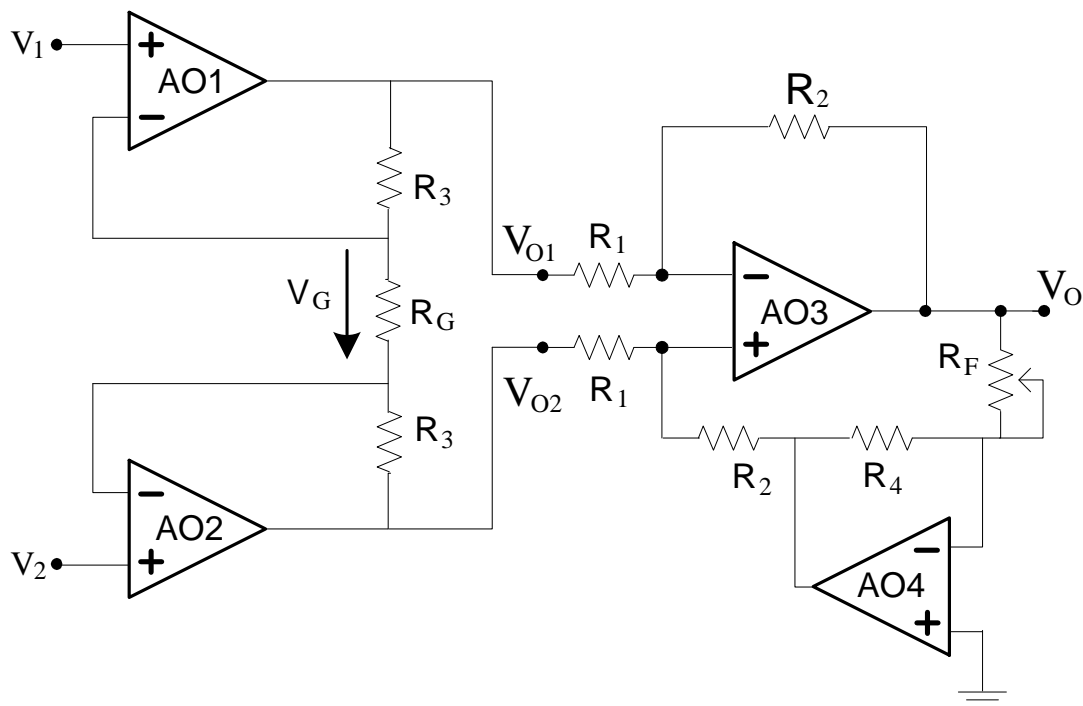 V1
+
AO1
−
R2
R3
VO1
R1
VG
RG
−
AO3
+
VO
RF
VO2
R1
R3
R2
R4
−
AO2
+
V2
−
AO4
+